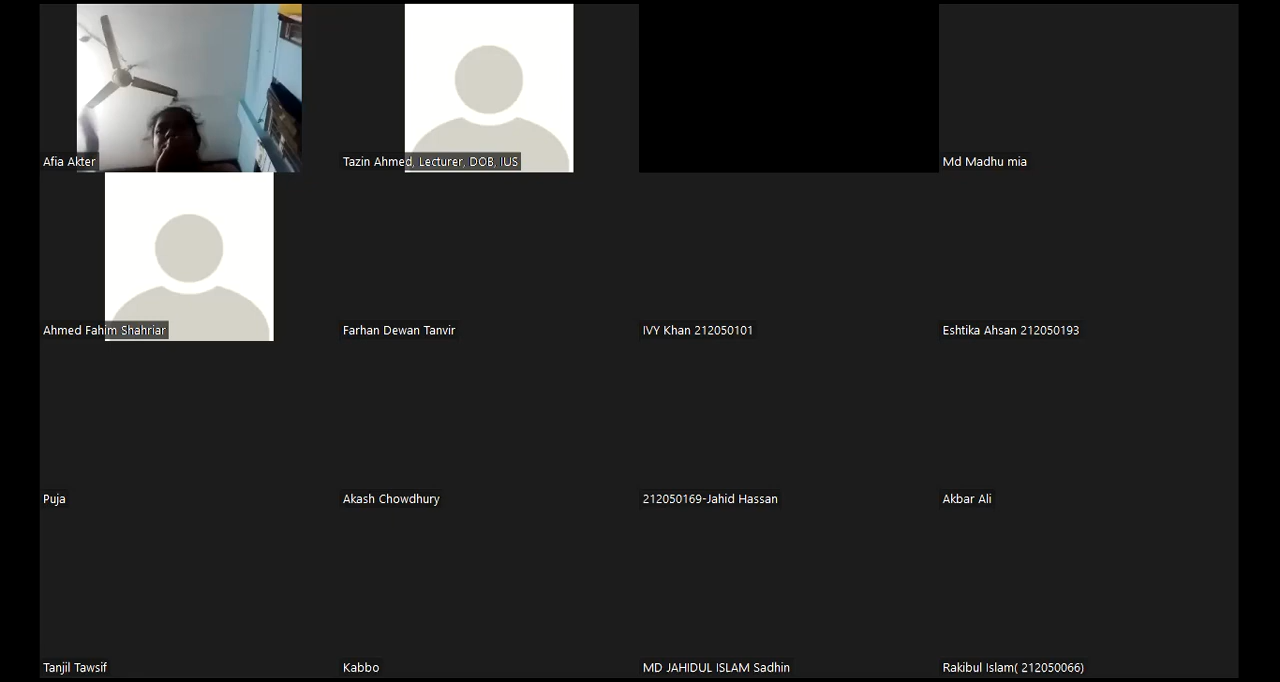 Afia Akter
Tazin Ahmed, Lecturer, DOB, IUS
Md Madhu mia
Ahmed Fahim Shahriar
Farhan Dewan Tanvir
IVY Khan 212050101
Eshtika Ahsan 212050193
Puja
Akash Chowdhury
212050169-Jahid Hassan
Akbar Ali
Tanjil Tawsif
Kabbo
MD JAHIDUL ISLAM Sadhin
Rakibul Islam( 212050066)